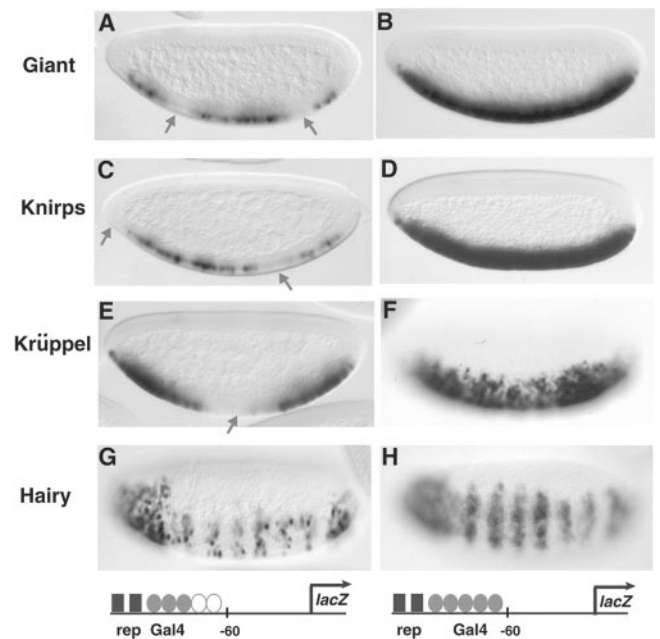 A
B
Giant
C
D
Knirps
E
F
Krüppel
G
H
Hairy
lacZ
rep Gal4 -60
lacZ
rep Gal4 -60